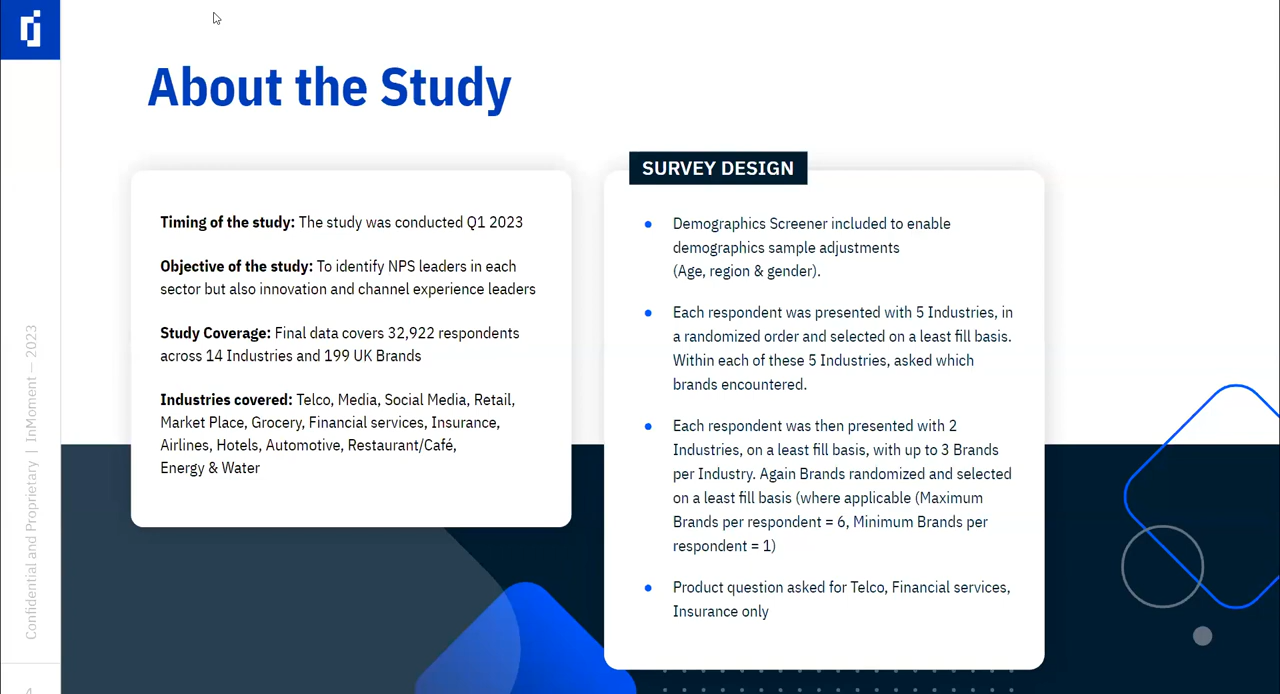 About the Study
Timing of the study: The study was conducted Q1 2023
Objective of the study: To identify NPS leaders in each
sector but also innovation and channel experience leaders
Study Coverage: Final data covers 32,922 respondents
across 14 Industries and 199 UK Brands
Industries covered: Telco, Media, Social Media, Retail,
Market Place, Grocery, Financial services, Insurance,
Airlines, Hotels, Automotive, Restaurant/Café,
Energy & Water
SURVEY DESIGN
Demographics Screener included to enable
demographics sample adjustments
(Age, region & gender).
Each respondent was presented with 5 Industries, in
a randomized order and selected on a least fill basis.
Within each of these 5 Industries, asked which
brands encountered.
Each respondent was then presented with 2
Industries, on a least fill basis, with up to 3 Brands
per Industry. Again Brands randomized and selected
on a least fill basis (where applicable (Maximum
Brands per respondent = 6, Minimum Brands per
respondent = 1)
Product question asked for Telco, Financial services,
Insurance only
Confidential and Proprietary | InMoment — 2023